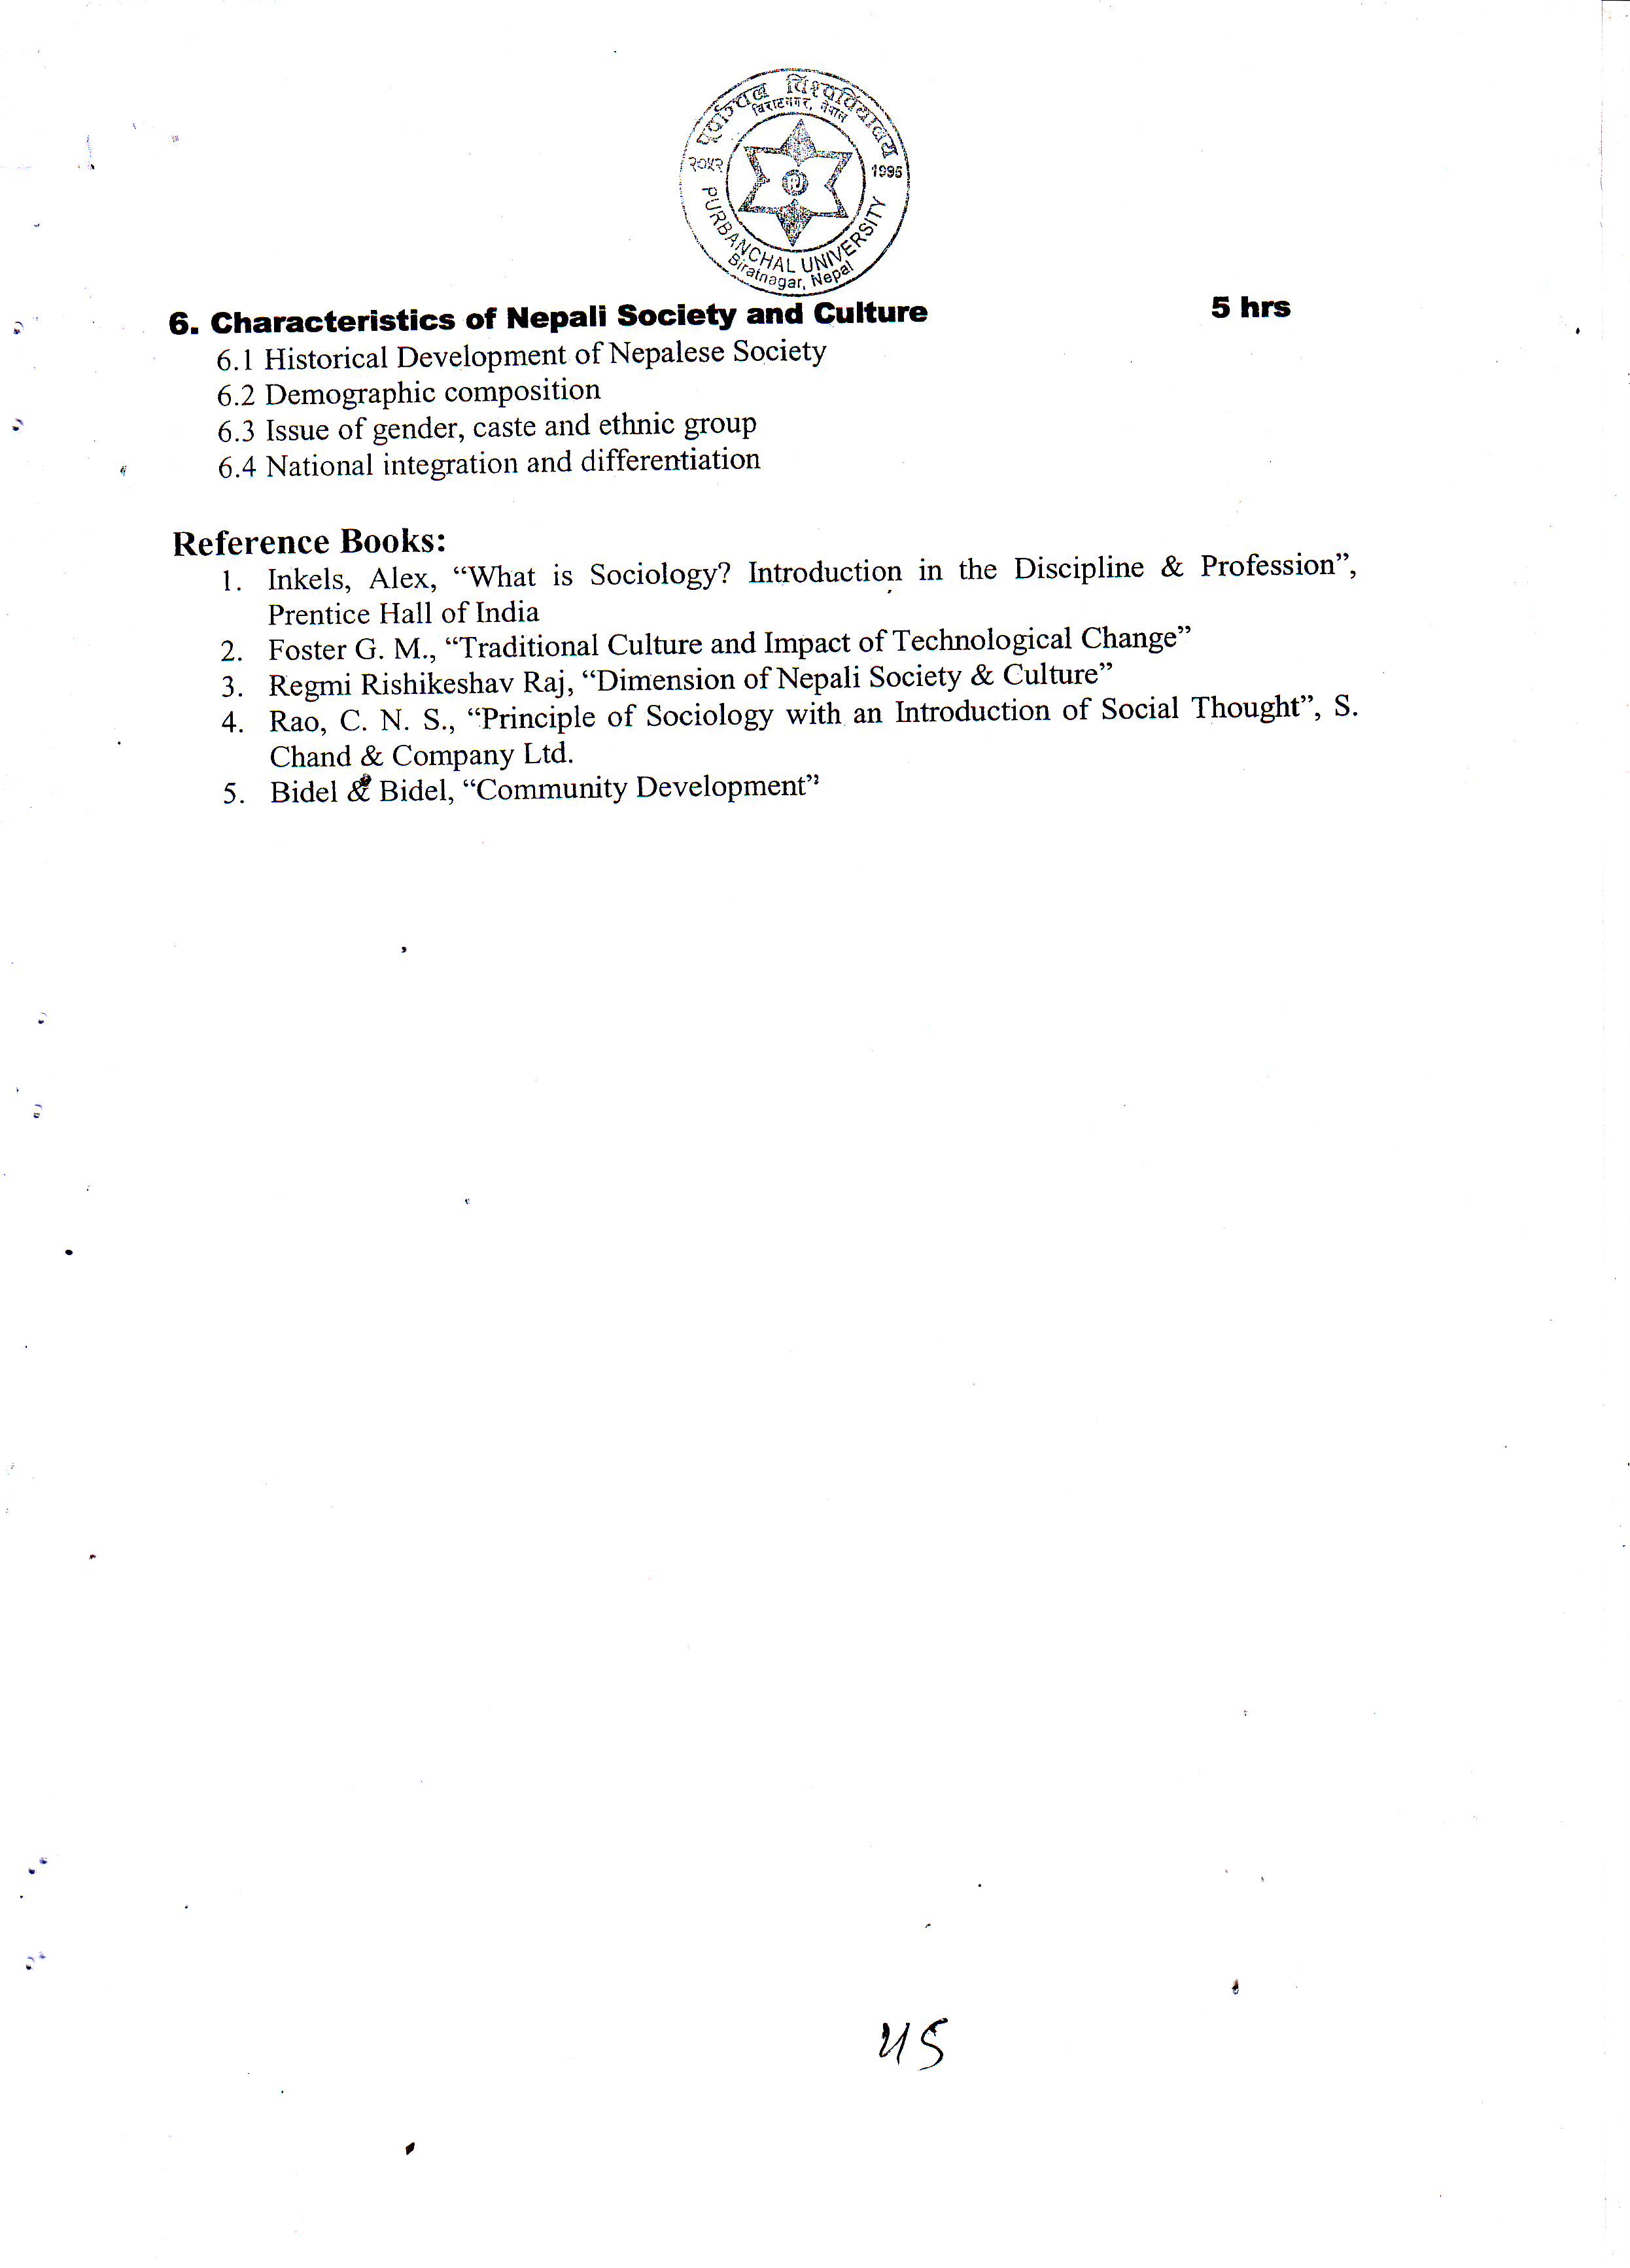 पूर्वाञ्चल विश्वविद्यालय
विराटनगर, नेपाल
२०५२
1995
PURBANCHAL UNIVERSITY
Biratnagar, Nepal
6. Characteristics of Nepali Society and Culture 5 hrs
6.1 Historical Development of Nepalese Society
6.2 Demographic composition
6.3 Issue of gender, caste and ethnic group
6.4 National integration and differentiation
Reference Books:
1. Inkels, Alex, “What is Sociology? Introduction in the Discipline & Profession”,
Prentice Hall of India
2. Foster G. M., “Traditional Culture and Impact of Technological Change”
3. Regmi Rishikeshav Raj, “Dimension of Nepali Society & Culture”
4. Rao, C. N. S., “Principle of Sociology with an Introduction of Social Thought”, S.
Chand & Company Ltd.
5. Bidel & Bidel, “Community Development”
45